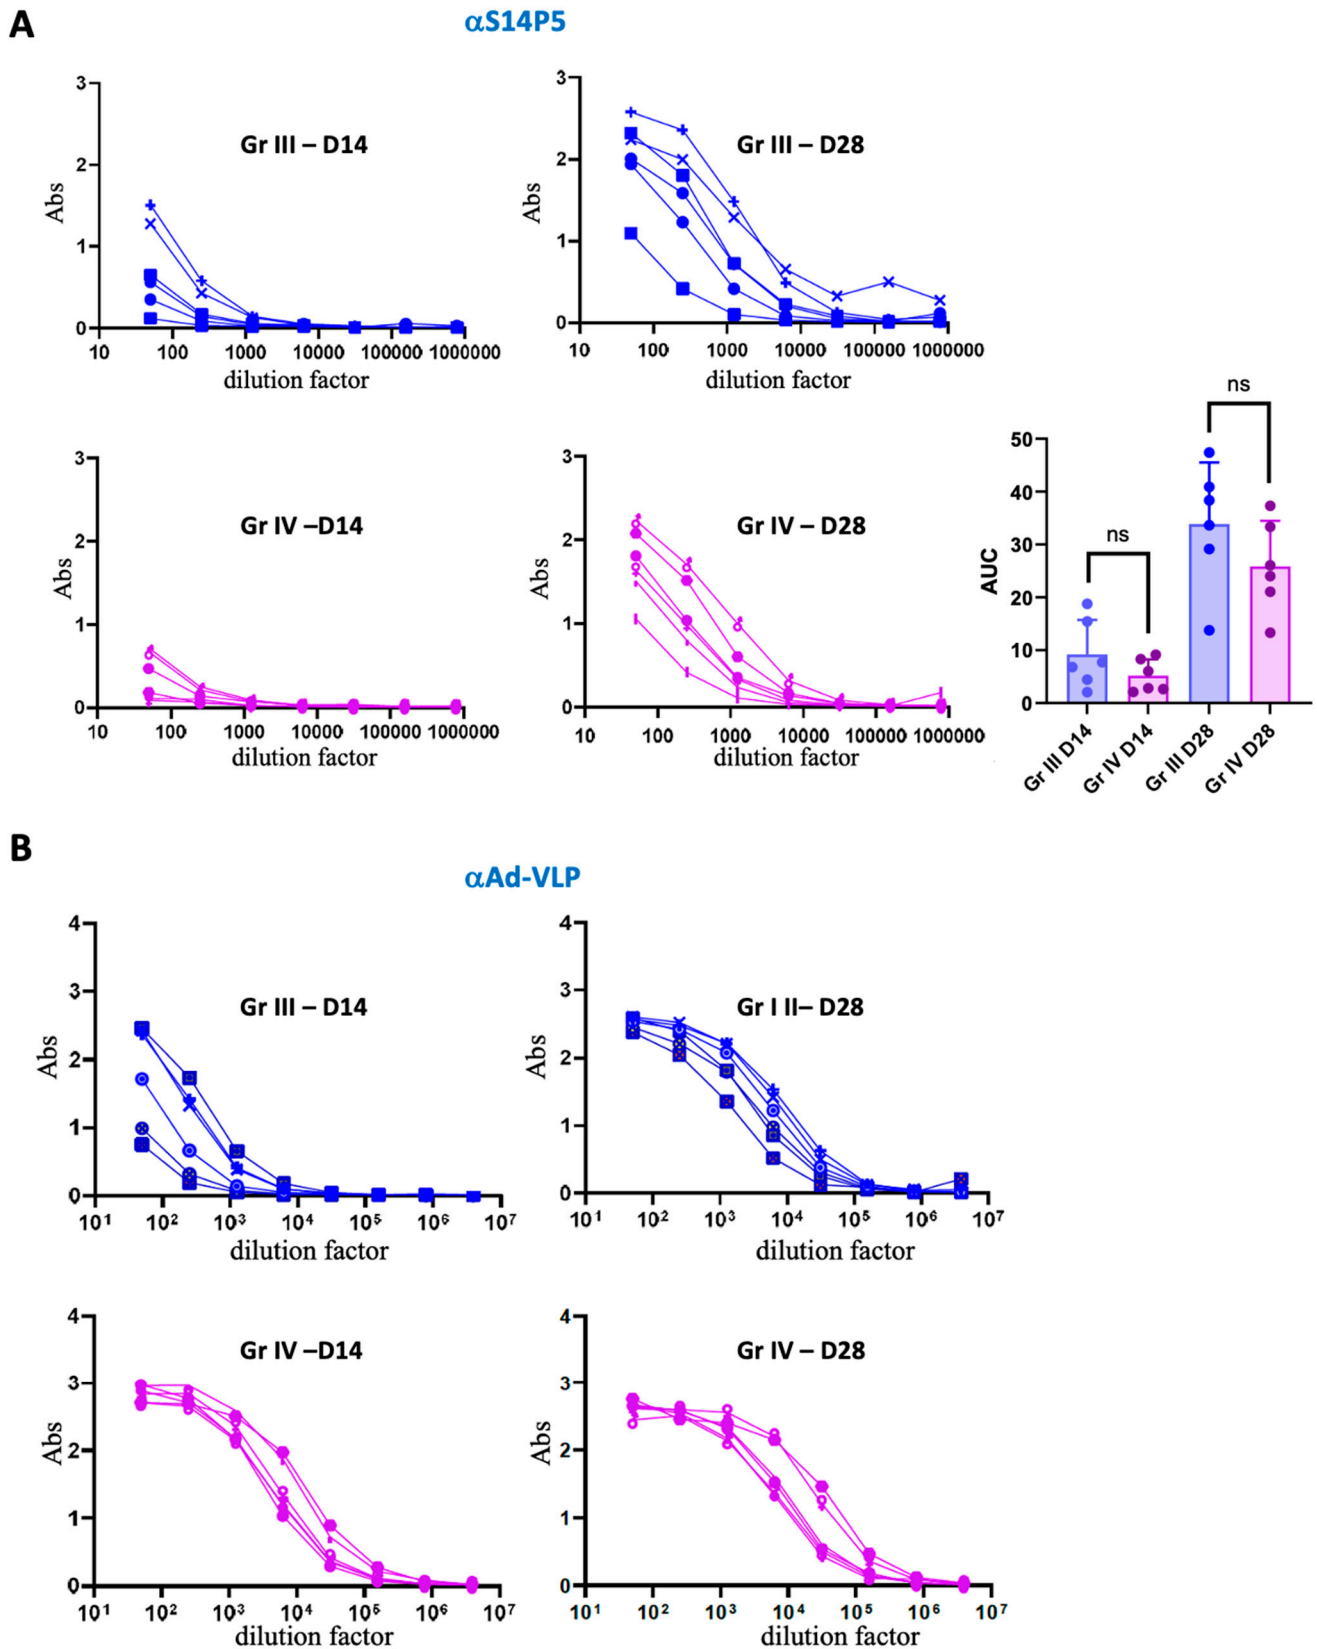 A
αS14P5
3
2
1
0
Abs
Gr III – D14
10 100 1000 10000 100000 1000000
dilution factor
3
2
1
0
Abs
Gr III – D28
10 100 1000 10000 100000 1000000
dilution factor
3
2
1
0
Abs
Gr IV –D14
10 100 1000 10000 100000 1000000
dilution factor
3
2
1
0
Abs
Gr IV – D28
10 100 1000 10000 100000 1000000
dilution factor
50
40
30
20
10
0
AUC
ns
ns
Gr III D14
Gr IV D14
Gr III D28
Gr IV D28
B
αAd-VLP
4
3
2
1
0
Abs
Gr III – D14
10¹ 10² 10³ 10⁴ 10⁵ 10⁶ 10⁷
dilution factor
4
3
2
1
0
Abs
Gr I II– D28
10¹ 10² 10³ 10⁴ 10⁵ 10⁶ 10⁷
dilution factor
4
3
2
1
0
Abs
Gr IV –D14
10¹ 10² 10³ 10⁴ 10⁵ 10⁶ 10⁷
dilution factor
4
3
2
1
0
Abs
Gr IV – D28
10¹ 10² 10³ 10⁴ 10⁵ 10⁶ 10⁷
dilution factor